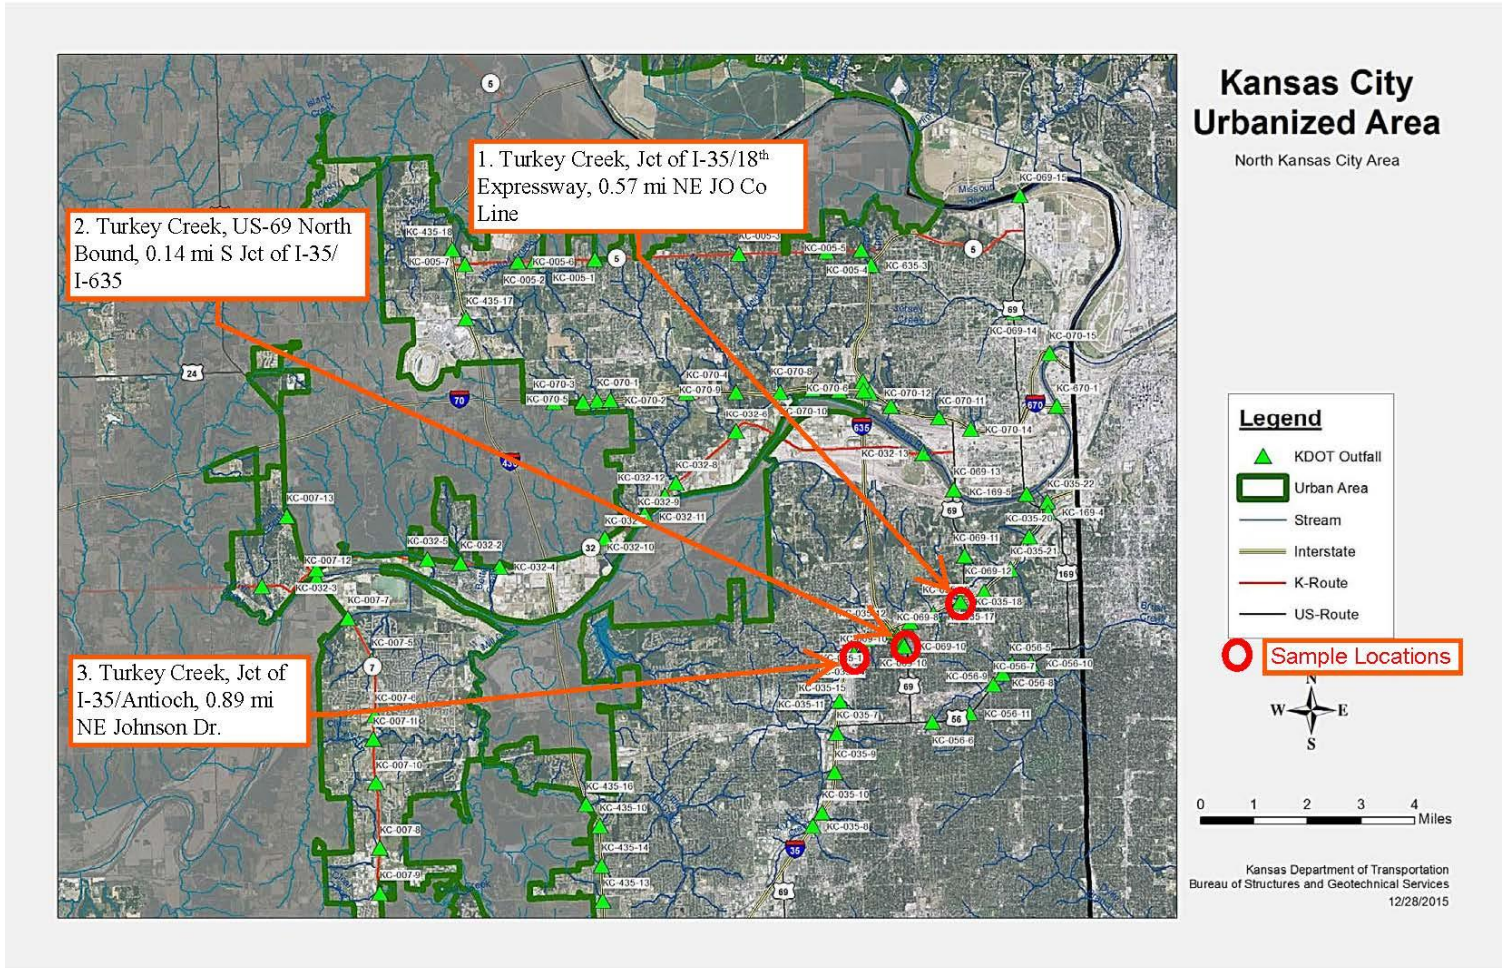 Kansas City
Urbanized Area
North Kansas City Area
1. Turkey Creek, Jct of I-35/18th
Expressway, 0.57 mi NE JO Co
Line
2. Turkey Creek, US-69 North
Bound, 0.14 mi S Jct of I-35/
I-635
3. Turkey Creek, Jct of
I-35/Antioch, 0.89 mi
NE Johnson Dr.
5
Island
KC-069-15
Missouri
KC-435-18
KC-005-3
KC-005-5
5
KC-435-7
KC-005-6
5
KC-005-2
KC-005-1
KC-005-4
KC-635-3
KC-435-17
69
KC-069-14
KC-070-15
24
70
KC-070-3
KC-070-1
KC-070-4
KC-070-8
KC-070-5
KC-070-2
KC-070-9
KC-070-6
KC-070-12
KC-670-1
KC-070-10
KC-070-11
670
KC-032-6
635
KC-070-14
KC-032-13
435
KC-032-8
KC-032-12
KC-069-13
KC-007-13
KC-032-9
KC-169-5
KC-035-22
KC-032-11
69
KC-035-20
KC-169-4
KC-032-5
KC-032-2
32
KC-032-10
KC-069-11
KC-035-21
KC-007-12
KC-032-4
KC-069-12
169
KC-032-3
KC-007-7
KC-035-18
KC-035-12
KC-069-8
KC-007-5
KC-069-10
KC-056-5
7
KC-056-7
KC-056-10
KC-056-9
KC-056-8
69
KC-007-6
KC-035-15
KC-035-11
KC-035-7
KC-007-11
56
KC-056-11
KC-056-6
KC-035-9
KC-007-10
KC-435-16
KC-435-10
KC-035-10
KC-007-8
KC-035-8
KC-435-14
35
KC-007-9
KC-435-13
69
Legend
KDOT Outfall
Urban Area
Stream
Interstate
K-Route
US-Route
Sample Locations
N
W E
S
0 1 2 3 4
Miles
Kansas Department of Transportation
Bureau of Structures and Geotechnical Services
12/28/2015